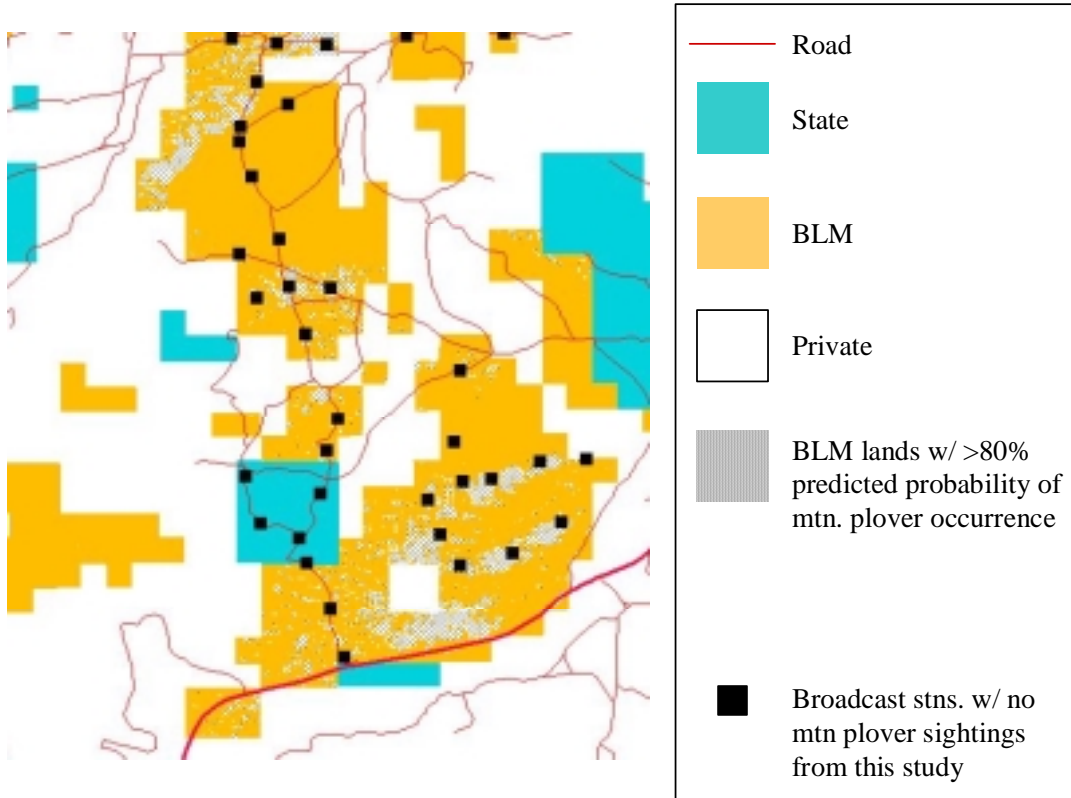 Road
State
BLM
Private
BLM lands w/ >80%
predicted probability of
mtn. plover occurrence
Broadcast stns. w/ no
mtn plover sightings
from this study